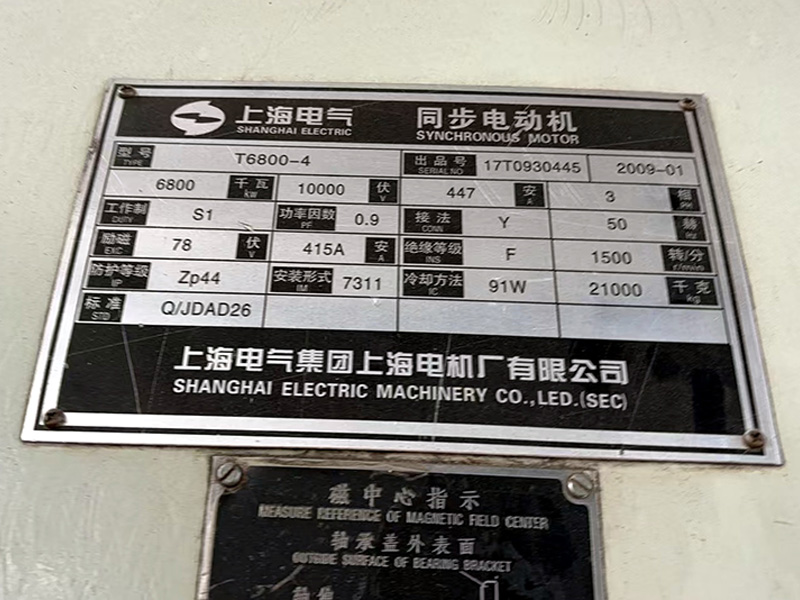 上海电气 同步电动机
SHANGHAI ELECTRIC SYNCHRONOUS MOTOR
型号 TYPE T6800-4 出品号 SERIAL NO 17T0930445 2009-01
6800 千瓦 kw 10000 伏 V 447 安 A 3 相 PH
工作制 DUTY S1 功率因数 PF 0.9 接法 CONN Y 50 赫 Hz
励磁 EXC 78 伏 V 415A 安 A 绝缘等级 INS F 1500 转/分 r/min
防护等级 IP Zp44 安装形式 IM 7311 冷却方法 IC 91W 21000 千克 kg
标准 STD Q/JDAD26
上海电气集团上海电机厂有限公司
SHANGHAI ELECTRIC MACHINERY CO.,LED.(SEC)
磁中心指示
MEASURE REFERENCE OF MAGNETIC FIELD CENTER
轴承盖外表面
OUTSIDE SURFACE OF BEARING BRACKET